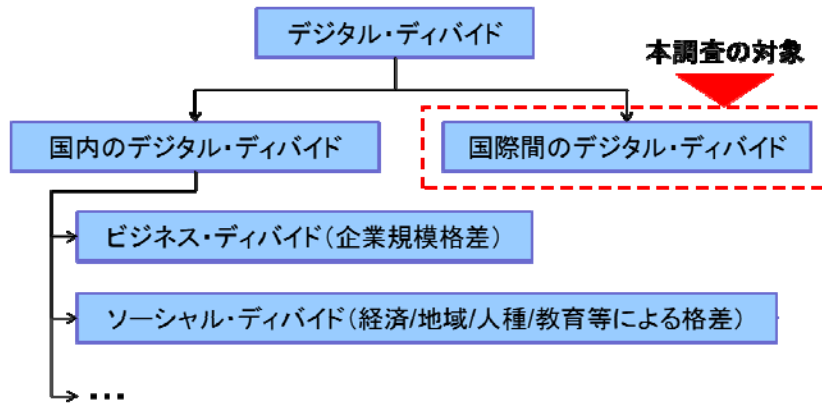 デジタル・ディバイド
本調査の対象
国内のデジタル・ディバイド
国際間のデジタル・ディバイド
ビジネス・ディバイド(企業規模格差)
ソーシャル・ディバイド(経済/地域/人種/教育等による格差)
・・・